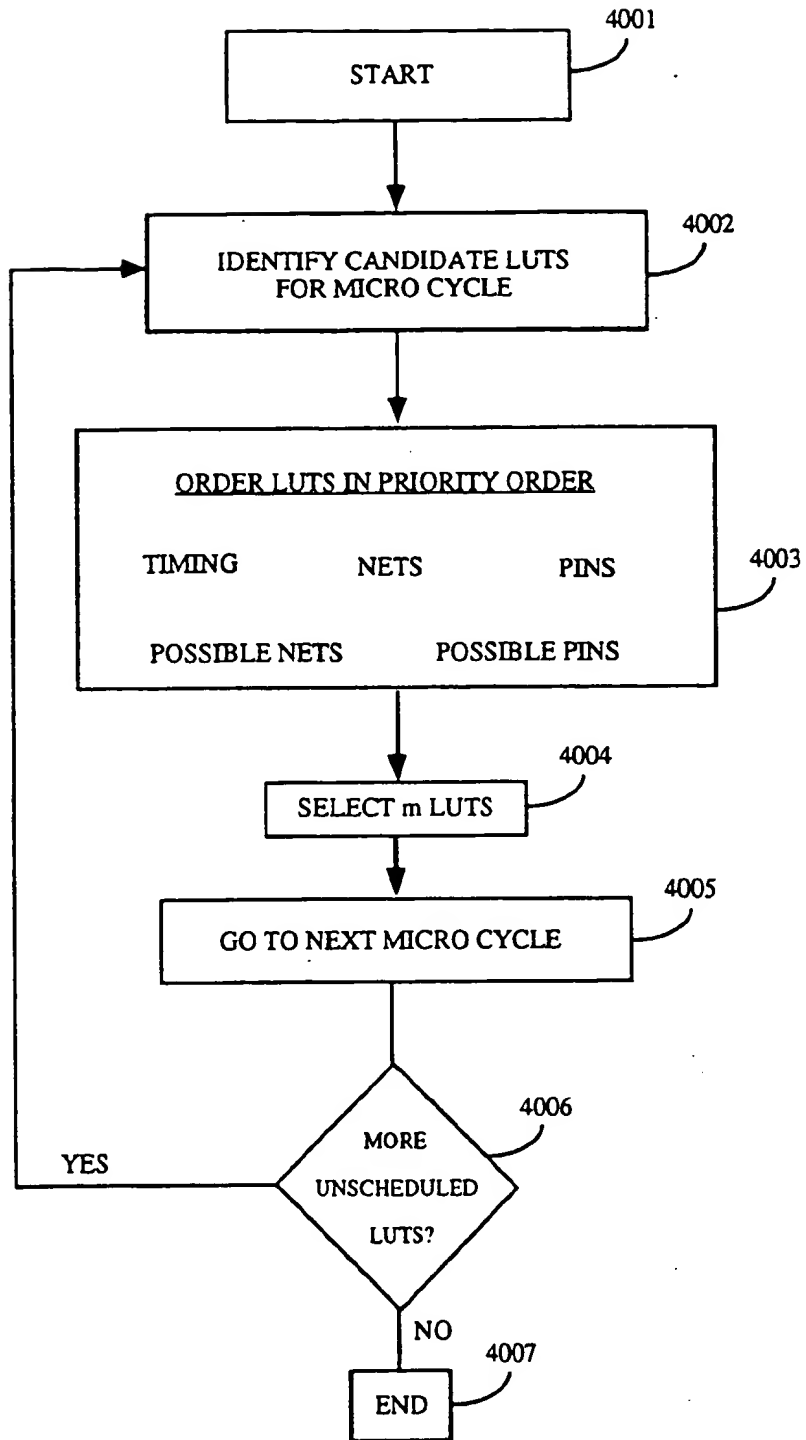 4001
START
4002
IDENTIFY CANDIDATE LUTS
FOR MICRO CYCLE
ORDER LUTS IN PRIORITY ORDER
TIMING NETS PINS
4003
POSSIBLE NETS POSSIBLE PINS
4004
SELECT m LUTS
4005
GO TO NEXT MICRO CYCLE
4006
MORE
YES
UNSCHEDULED
LUTS?
NO
4007
END